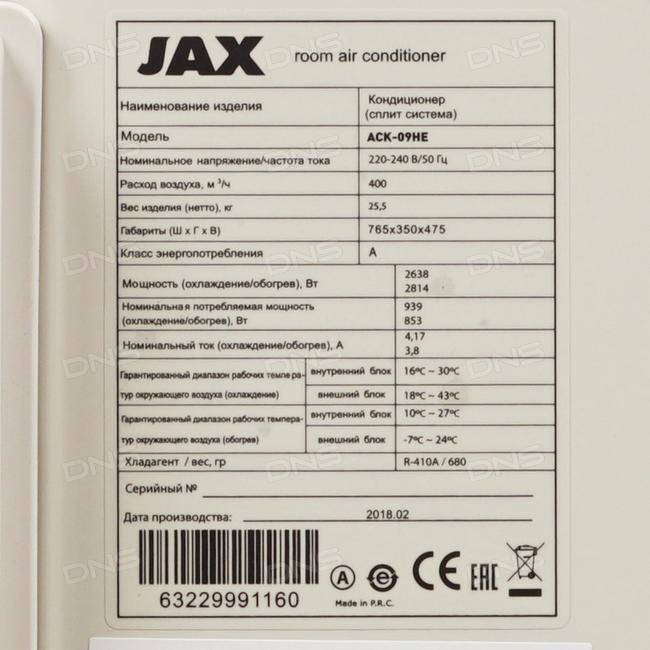 JAX room air conditioner
Наименование изделия Кондиционер
(сплит система)
Модель ACK-09HE
Номинальное напряжение/частота тока 220-240 В/50 Гц
Расход воздуха, м ³/ч 400
Вес изделия (нетто), кг 25,5
Габариты (Ш х Г х В) 765x350x475
Класс энергопотребления A
Мощность (охлаждение/обогрев), Вт 2638
2814
Номинальная потребляемая мощность 939
(охлаждение/обогрев), Вт 853
Номинальный ток (охлаждение/обогрев), А 4,17
3,8
Гарантированный диапазон рабочих темпера- внутренний блок 16ºC ~ 30ºC
тур окружающего воздуха (охлаждение) внешний блок 18ºC ~ 43ºC
Гарантированный диапазон рабочих температра- внутренний блок 10ºC ~ 27ºC
тур окружающего воздуха (обогрев) внешний блок -7ºC ~ 24ºC
Хладагент / вес, гр R-410A / 680
Серийный №
Дата производства: 2018.02
63229991160
A e CE EAC
Made in P.R.C.
DNS